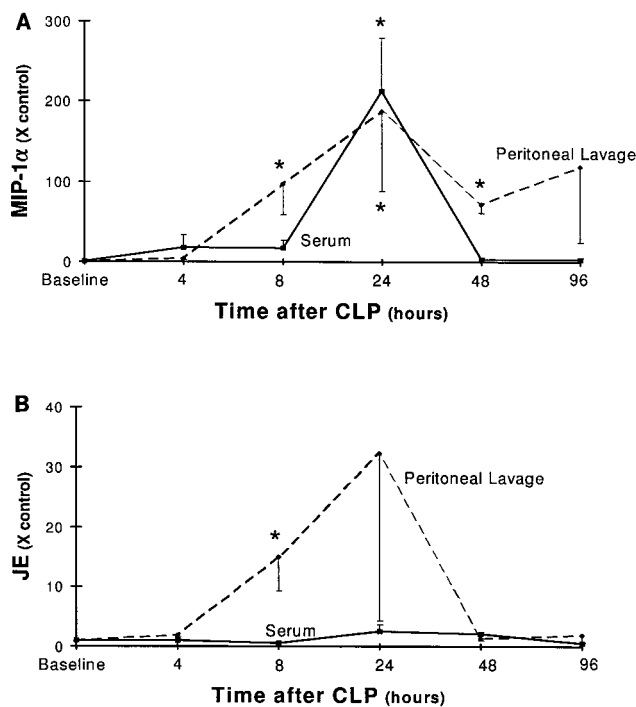 A
MIP-1α (X control)
300
200
100
0
*
*
*
*
Peritoneal Lavage
Serum
Baseline 4 8 24 48 96
Time after CLP (hours)
B
JE (X control)
40
30
20
10
0
*
Peritoneal Lavage
Serum
Baseline 4 8 24 48 96
Time after CLP (hours)